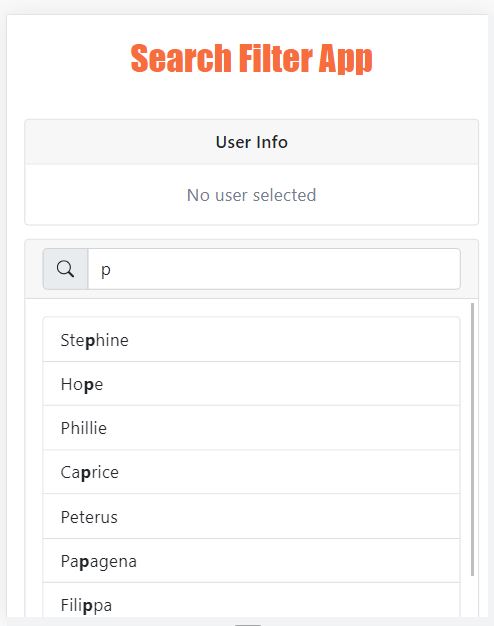 Search Filter App
User Info
No user selected
p
Stephine
Hope
Phillie
Caprice
Peterus
Papagena
Filippa